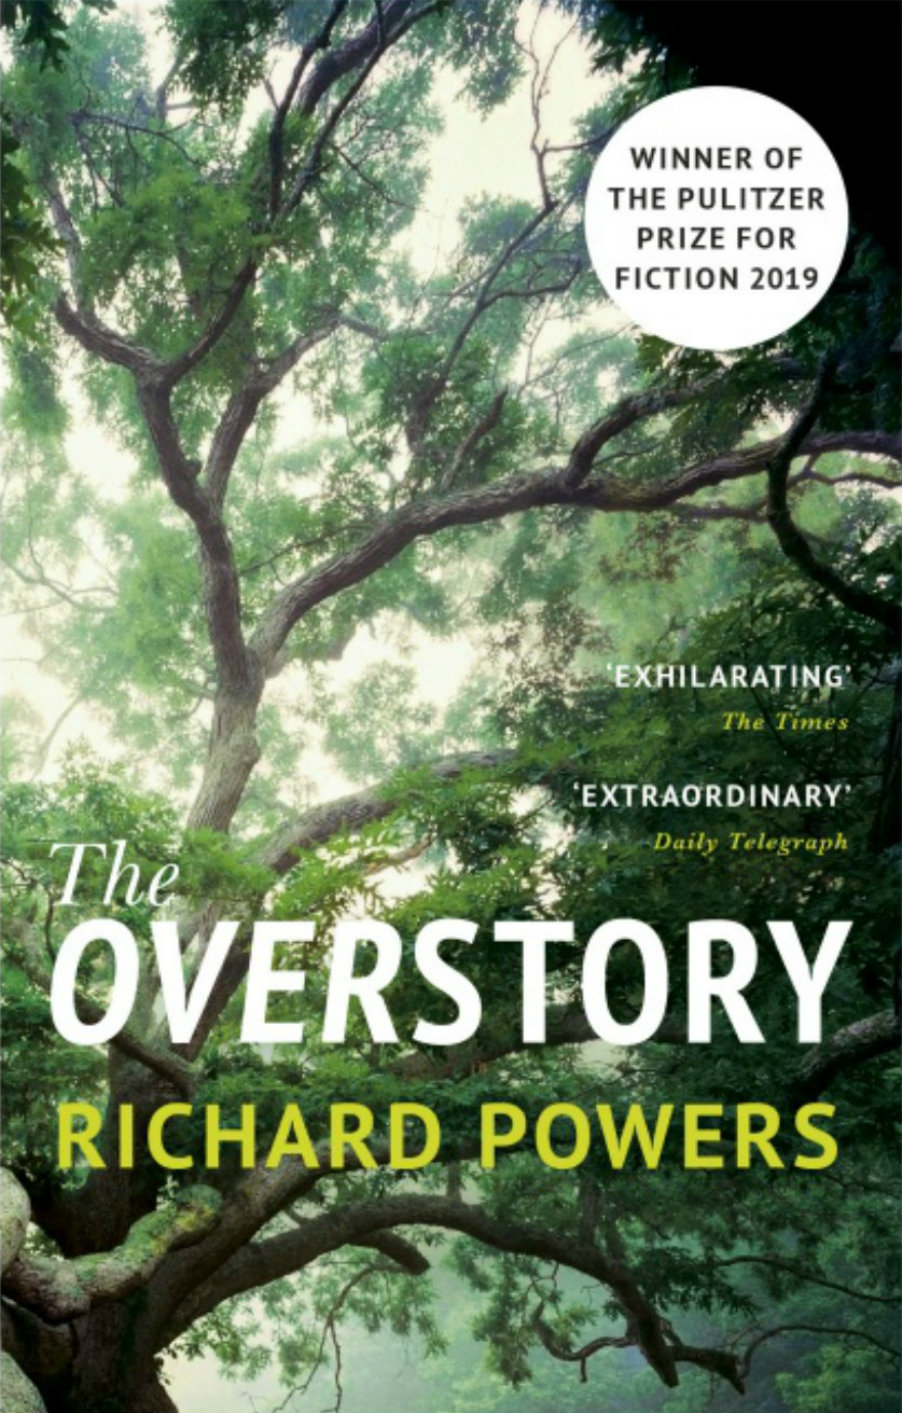 WINNER OF
THE PULITZER
PRIZE FOR
FICTION 2019
‘EXHILARATING’
The Times
‘EXTRAORDINARY’
Daily Telegraph
The
OVERSTORY
RICHARD POWERS